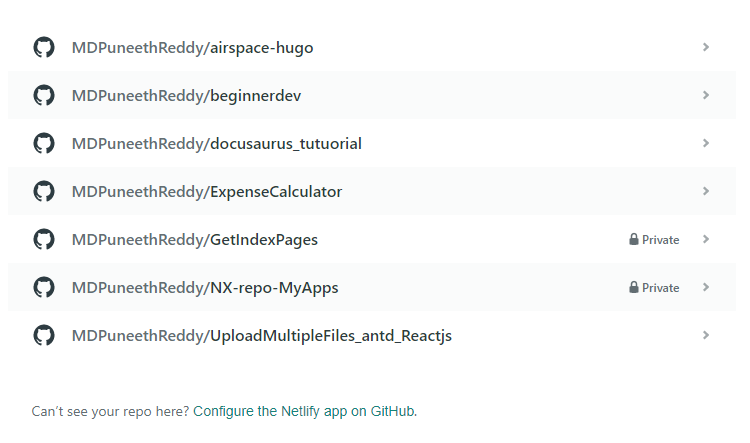 MDPuneethReddy/airspace-hugo
MDPuneethReddy/beginnerdev
MDPuneethReddy/docusaurus_tutuorial
MDPuneethReddy/ExpenseCalculator
MDPuneethReddy/GetIndexPages Private
MDPuneethReddy/NX-repo-MyApps Private
MDPuneethReddy/UploadMultipleFiles_antd_Reactjs
Can’t see your repo here? Configure the Netlify app on GitHub.